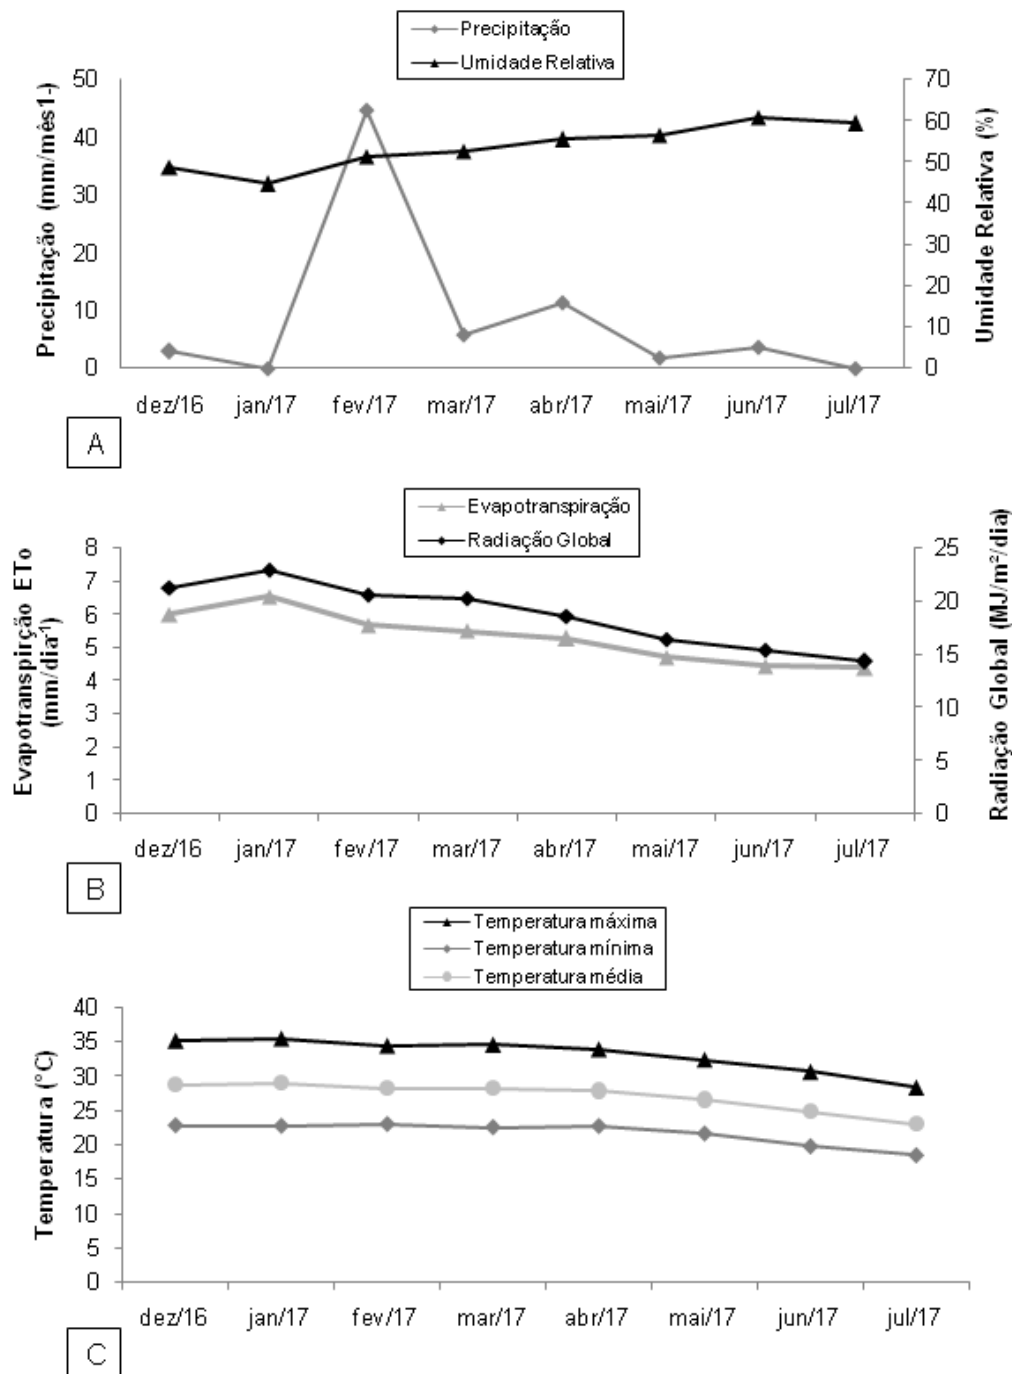 Precipitação
Umidade Relativa
Precipitação (mm/mês1-)
50
40
30
20
10
0
Umidade Relativa (%)
70
60
50
40
30
20
10
0
dez/16 jan/17 fev/17 mar/17 abr/17 mai/17 jun/17 jul/17
A
Evapotranspiração
Radiação Global
Evapotranspirção ETo
(mm/dia⁻¹)
8
7
6
5
4
3
2
1
0
Radiação Global (MJ/m²/dia)
25
20
15
10
5
0
dez/16 jan/17 fev/17 mar/17 abr/17 mai/17 jun/17 jul/17
B
Temperatura máxima
Temperatura mínima
Temperatura média
Temperatura (°C)
40
35
30
25
20
15
10
5
0
dez/16 jan/17 fev/17 mar/17 abr/17 mai/17 jun/17 jul/17
C